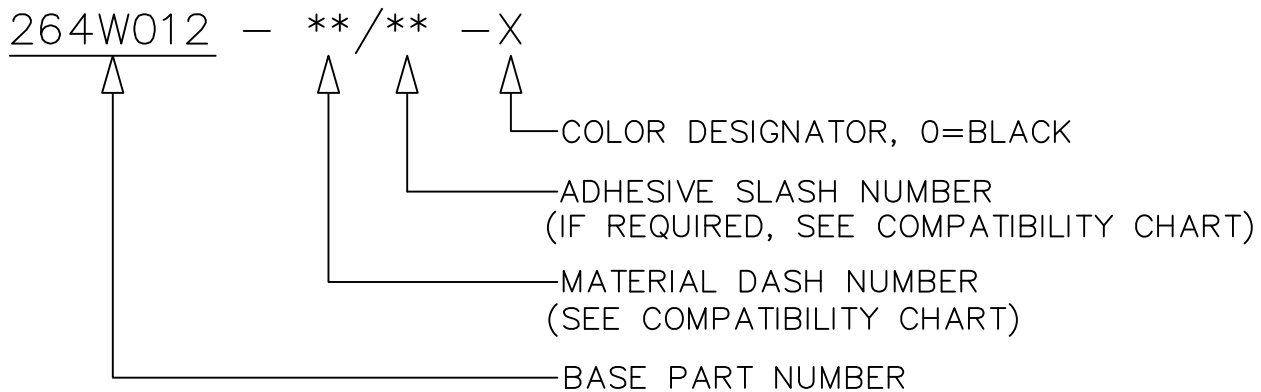 264W012 - **/** -X
COLOR DESIGNATOR, 0=BLACK
ADHESIVE SLASH NUMBER
(IF REQUIRED, SEE COMPATIBILITY CHART)
MATERIAL DASH NUMBER
(SEE COMPATIBILITY CHART)
BASE PART NUMBER